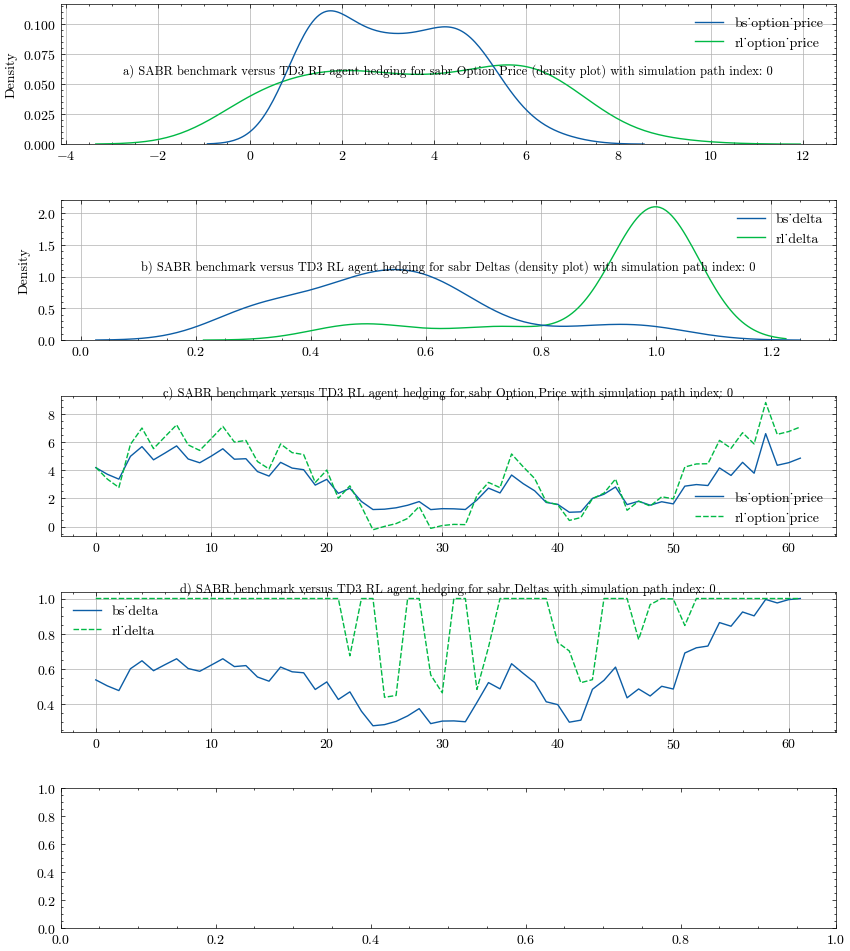 bs˙option˙price
rl˙option˙price
Density
a) SABR benchmark versus TD3 RL agent hedging for sabr Option Price (density plot) with simulation path index: 0
0.100
0.075
0.050
0.025
0.000
−4 −2 0 2 4 6 8 10 12
bs˙delta
rl˙delta
Density
b) SABR benchmark versus TD3 RL agent hedging for sabr Deltas (density plot) with simulation path index: 0
2.0
1.5
1.0
0.5
0.0
0.0 0.2 0.4 0.6 0.8 1.0 1.2
c) SABR benchmark versus TD3 RL agent hedging for sabr Option Price with simulation path index: 0
8
6
4
2
0
bs˙option˙price
rl˙option˙price
0 10 20 30 40 50 60
d) SABR benchmark versus TD3 RL agent hedging for sabr Deltas with simulation path index: 0
bs˙delta
rl˙delta
1.0
0.8
0.6
0.4
0 10 20 30 40 50 60
1.0
0.8
0.6
0.4
0.2
0.0
0.0 0.2 0.4 0.6 0.8 1.0